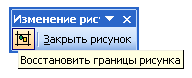 Изменение рис
Закрыть рисунок
Восстановить границы рисунка